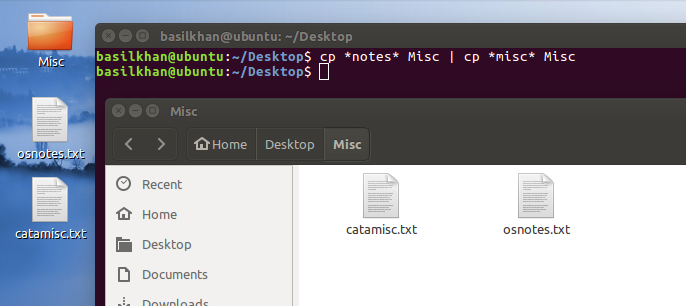 Misc
osnotes.txt
catamisc.txt
basilkhan@ubuntu: ~/Desktop
basilkhan@ubuntu:~/Desktop$ cp *notes* Misc | cp *misc* Misc
basilkhan@ubuntu:~/Desktop$
Misc
Home Desktop Misc
Recent
Home
Desktop
Documents
Downloads
catamisc.txt osnotes.txt